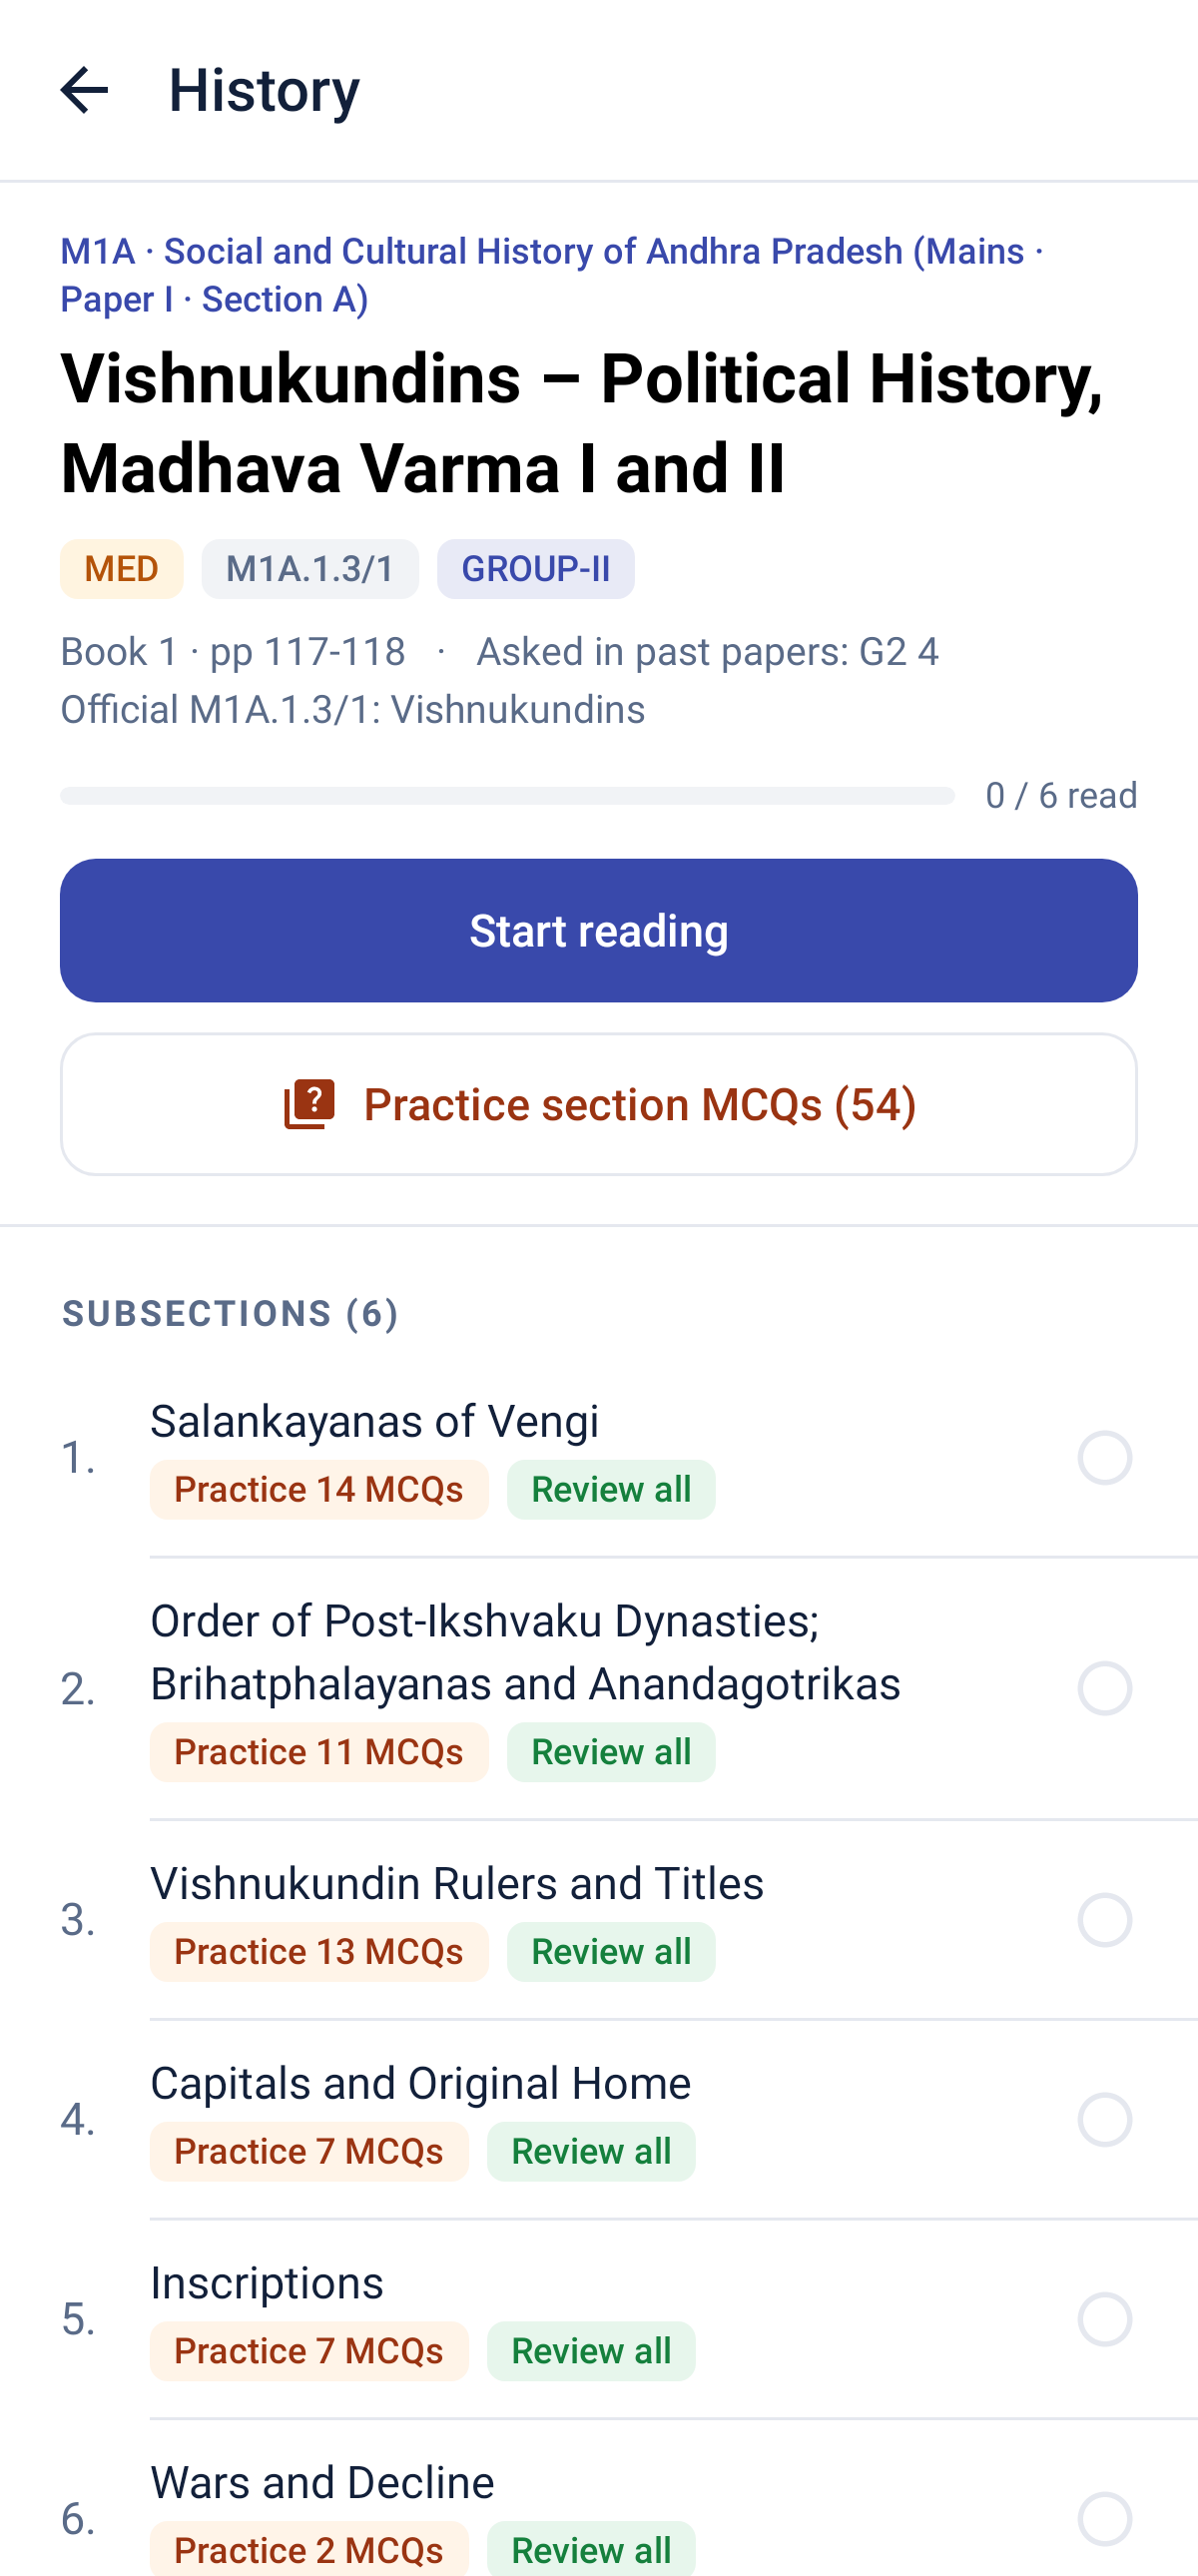 History
M1A · Social and Cultural History of Andhra Pradesh (Mains ·
Paper I · Section A)
Vishnukundins – Political History,
Madhava Varma I and II
MED M1A.1.3/1 GROUP-II
Book 1 · pp 117-118 · Asked in past papers: G2 4
Official M1A.1.3/1: Vishnukundins
0 / 6 read
Start reading
Practice section MCQs (54)
SUBSECTIONS (6)
1. Salankayanas of Vengi
Practice 14 MCQs Review all
2. Order of Post-Ikshvaku Dynasties;
Brihatphalayanas and Anandagotrikas
Practice 11 MCQs Review all
3. Vishnukundin Rulers and Titles
Practice 13 MCQs Review all
4. Capitals and Original Home
Practice 7 MCQs Review all
5. Inscriptions
Practice 7 MCQs Review all
6. Wars and Decline
Practice 2 MCQs Review all